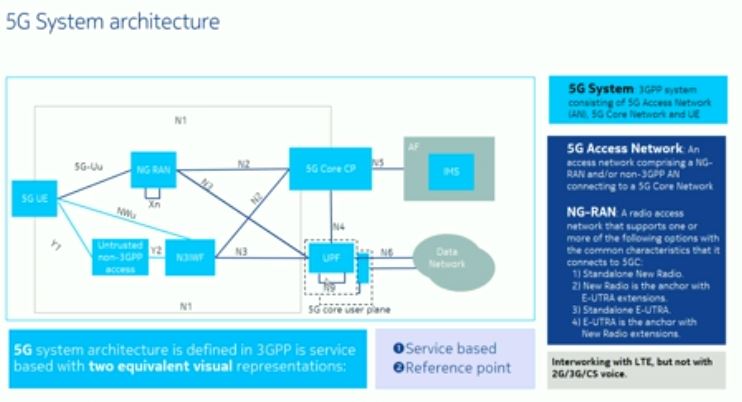 5G System architecture
N1
5G-Uu
NG RAN
N2
5G Core CP
N5
AF
IMS
Xn
N3
N2
5G UE
NWu
N4
Y1
Untrusted
non-3GPP
access
Y2
N3IWF
N3
UPF
N6
Data
Network
N9
N1
5G core user plane
5G System: 3GPP system
consisting of 5G Access Network
(AN), 5G Core Network and UE
5G Access Network: An
access network comprising a NG-
RAN and/or non-3GPP AN
connecting to a 5G Core Network
NG-RAN: A radio access
network that supports one or
more of the following options with
the common characteristics that it
connects to 5GC:
1) Standalone New Radio.
2) New Radio is the anchor with
E-UTRA extensions.
3) Standalone E-UTRA.
4) E-UTRA is the anchor with
New Radio extensions.
Interworking with LTE, but not with
2G/3G/CS voice.
5G system architecture is defined in 3GPP is service
based with two equivalent visual representations:
❶Service based
❷Reference point